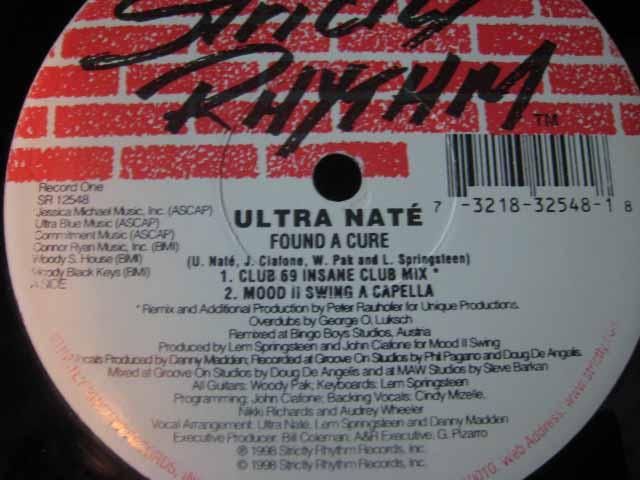 STRICTLY
RHYTHM
TM
Record One
SR 12548
Jessica Michael Music, Inc. (ASCAP)
Ultra Blue Music (ASCAP)
Commitment Music (ASCAP)
Connor Ryan Music, Inc. (BMI)
Woody S. House (BMI)
Woody Black Keys (BMI)
A SIDE
7 -3218-32548-1 8
ULTRA NATÉ
FOUND A CURE
(U. Naté, J. Ciafone, W. Pak and L. Springsteen)
1. CLUB 69 INSANE CLUB MIX *
2. MOOD II SWING A CAPELLA
* Remix and Additional Production by Peter Rauhofer for Unique Productions.
Overdubs by George O. Luksch
Remixed at Bingo Boys Studios, Austria
Produced by Lem Springsteen and John Ciafone for Mood II Swing
Vocals Produced by Danny Madden; Recorded at Groove On Studios by Phil Pagano and Doug De Angelis.
Mixed at Groove On Studios by Doug De Angelis and at MAW Studios by Steve Barkan
All Guitars: Woody Pak; Keyboards: Lem Springsteen
Programming: John Ciafone; Backing Vocals: Cindy Mizelle,
Nikki Richards and Audrey Wheeler
Vocal Arrangement: Ultra Naté, Lem Springsteen and Danny Madden
Executive Producer: Bill Coleman, A&R Executive, G. Pizarro
℗ 1998 Strictly Rhythm Records, Inc.
© 1998 Strictly Rhythm Records, Inc.
RECORDS, IN
10010. Web Address: www.strictly